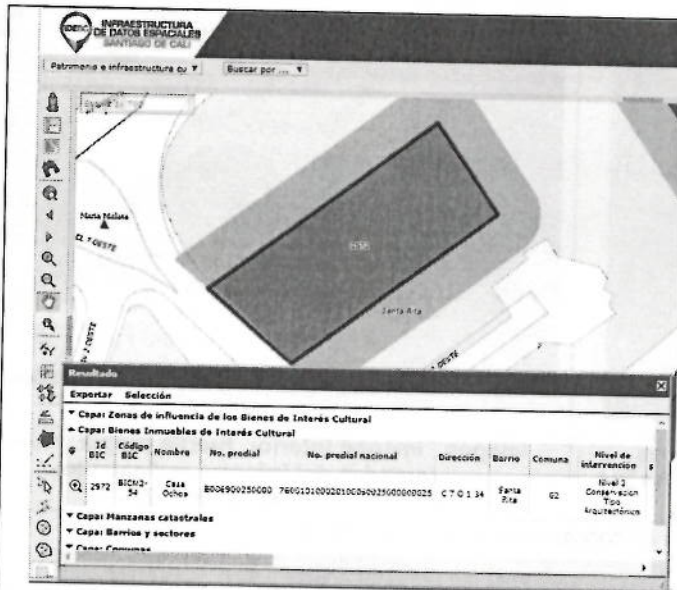 IDESC
INFRAESTRUCTURA
DE DATOS ESPACIALES
SANTIAGO DE CALI
Patrimonio e infraestructura cu ▼
Buscar por ... ▼
Maria Mulata
CL 7 OESTE
Santa Rita
OESTE
Resultado
Exportar Selección
▼ Capa: Zonas de influencia de los Bienes de Interés Cultural
▲ Capa: Bienes Inmuebles de Interés Cultural
Id BIC Código BIC Nombre No. predial No. predial nacional Dirección Barrio Comuna Nivel de intervencion
2972 BICM2-54 Casa Ochoa C 7 O 1 34 Santa Rita 02 Nivel 2 Conservacion Tipo Arquitectónico
▼ Capa: Manzanas catastrales
▼ Capa: Barrios y sectores
▼ Capa: Comunas